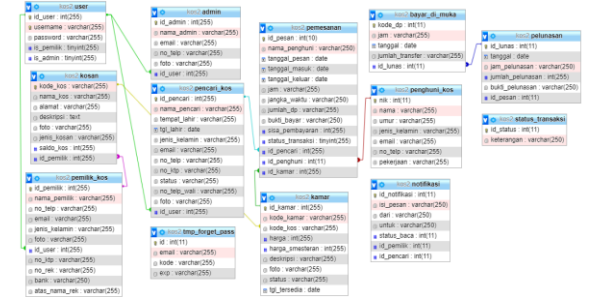 kos2 user
id_user : int(255)
username : varchar(255)
password : varchar(255)
is_pemilik : tinyint(255)
is_admin : tinyint(255)
kos2 kosan
kode_kos : varchar(255)
nama_kos : varchar(255)
alamat : varchar(255)
deskripsi : text
foto : varchar(255)
jenis_kosan : varchar(255)
saldo_kos : int(255)
id_pemilik : int(255)
kos2 pemilik_kos
id_pemilik : int(255)
nama_pemilik : varchar(255)
no_telp : varchar(255)
email : varchar(255)
jenis_kelamin : varchar(255)
foto : varchar(255)
id_user : int(255)
no_ktp : varchar(255)
no_rek : varchar(255)
bank : varchar(250)
atas_nama_rek : varchar(255)
kos2 admin
id_admin : int(255)
nama_admin : varchar(255)
email : varchar(255)
no_telp : varchar(255)
foto : varchar(255)
id_user : int(255)
kos2 pencari_kos
id_pencari : int(255)
nama_pencari : varchar(255)
tempat_lahir : varchar(255)
tgl_lahir : date
jenis_kelamin : varchar(255)
email : varchar(255)
no_telp : varchar(255)
no_ktp : varchar(255)
status : varchar(255)
no_telp_wali : varchar(255)
foto : varchar(255)
id_user : int(255)
kos2 tmp_forget_pass
id : int(11)
email : varchar(255)
kode : varchar(255)
exp : varchar(255)
kos2 pemesanan
id_pesan : int(10)
nama_penghuni : varchar(250)
tanggal_pesan : date
tanggal_masuk : date
tanggal_keluar : date
jam : varchar(255)
jangka_waktu : varchar(250)
jumlah_dp : varchar(255)
bukti_bayar : varchar(250)
sisa_pembayaran : int(255)
status_transaksi : tinyint(255)
id_pencari : int(255)
id_penghuni : int(11)
id_kamar : int(255)
kos2 kamar
id_kamar : int(255)
kode_kamar : varchar(255)
kode_kos : varchar(255)
harga : int(255)
harga_smesteran : int(255)
deskripsi : varchar(255)
foto : varchar(255)
status : varchar(255)
tgl_tersedia : date
kos2 bayar_di_muka
kode_dp : int(11)
jam : varchar(255)
tanggal : date
jumlah_transfer : varchar(255)
id_lunas : int(11)
kos2 penghuni_kos
nik : int(11)
nama : varchar(255)
umur : varchar(255)
jenis_kelamin : varchar(255)
email : varchar(255)
no_telp : varchar(255)
pekerjaan : varchar(255)
kos2 notifikasi
id_notifikasi : int(11)
isi_pesan : varchar(250)
dari : varchar(250)
untuk : varchar(250)
status_baca : int(11)
id_pemilik : int(11)
id_pencari : int(11)
kos2 pelunasan
id_lunas : int(11)
tanggal : date
jam_pelunasan : varchar(250)
jumlah_pelunasan : int(255)
bukti_pelunasan : varchar(250)
id_pesan : int(11)
kos2 status_transaksi
id_status : int(11)
keterangan : varchar(250)